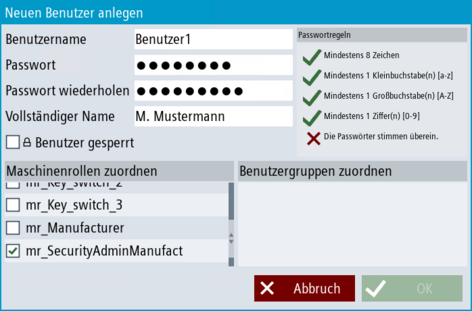 Neuen Benutzer anlegen
Benutzername
Benutzer1
Passwortregeln
Mindestens 8 Zeichen
Passwort
●●●●●●●●
Mindestens 1 Kleinbuchstabe(n) [a-z]
Passwort wiederholen
●●●●●●●●●
Mindestens 1 Großbuchstabe(n) [A-Z]
Vollständiger Name
M. Mustermann
Mindestens 1 Ziffer(n) [0-9]
Benutzer gesperrt
Die Passwörter stimmen überein.
Maschinenrollen zuordnen
Benutzergruppen zuordnen
mr_Key_switch_2
mr_Key_switch_3
mr_Manufacturer
mr_SecurityAdminManufact
Abbruch
OK